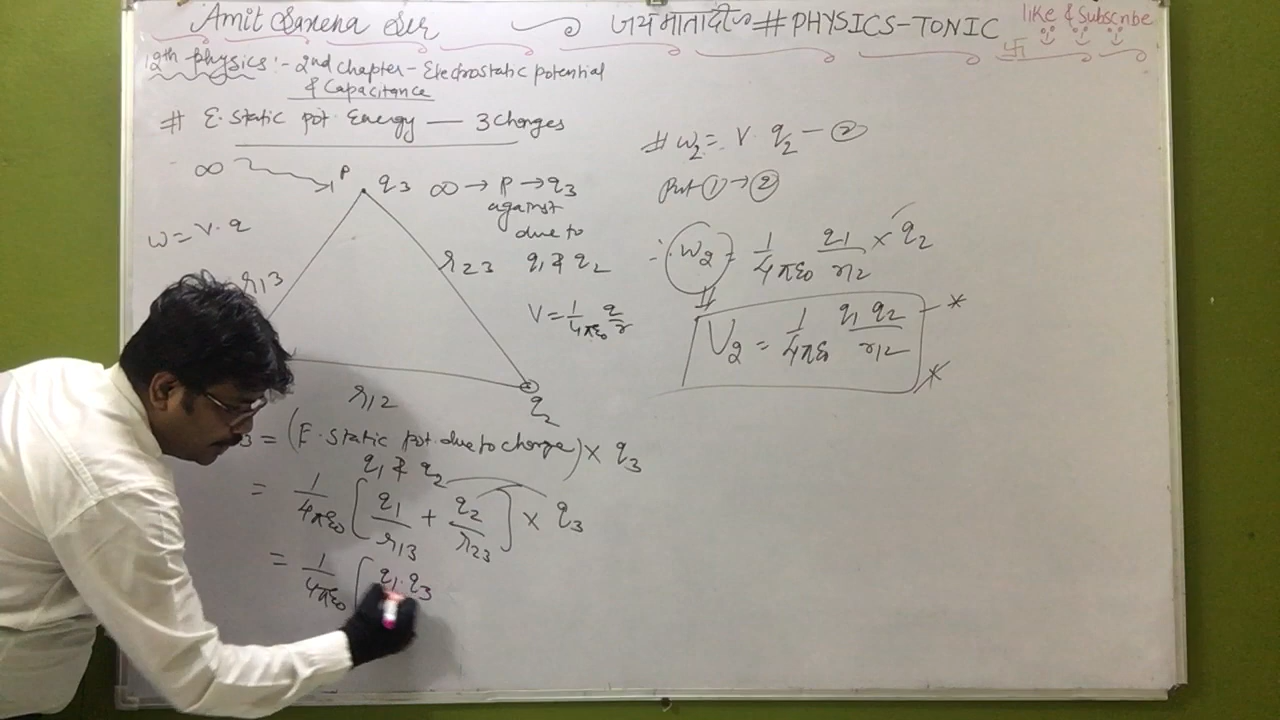 Amit Saxena Sir जय माता दी # PHYSICS-TONIC like & Subscribe
12th physics :- 2nd chapter - Electrostatic potential
& Capacitance
# E. Static pot. Energy — 3 Charges
∞ P q3 ∞ → P → q3
against
due to
q1 & q2
W = V·q
r13
r23
V = 1/4πε0 q/r
r12
q2
3 = (E. Static pot. due to charge) × q3
q1 & q2
= 1/4πε0 [q1/r13 + q2/r23] × q3
= 1/4πε0 [q1·q3
# W2 = V· q2 — ②
Put ① → ②
∴ W2 = 1/4πε0 q1/r12 × q2
U2 = 1/4πε0 q1 q2/r12